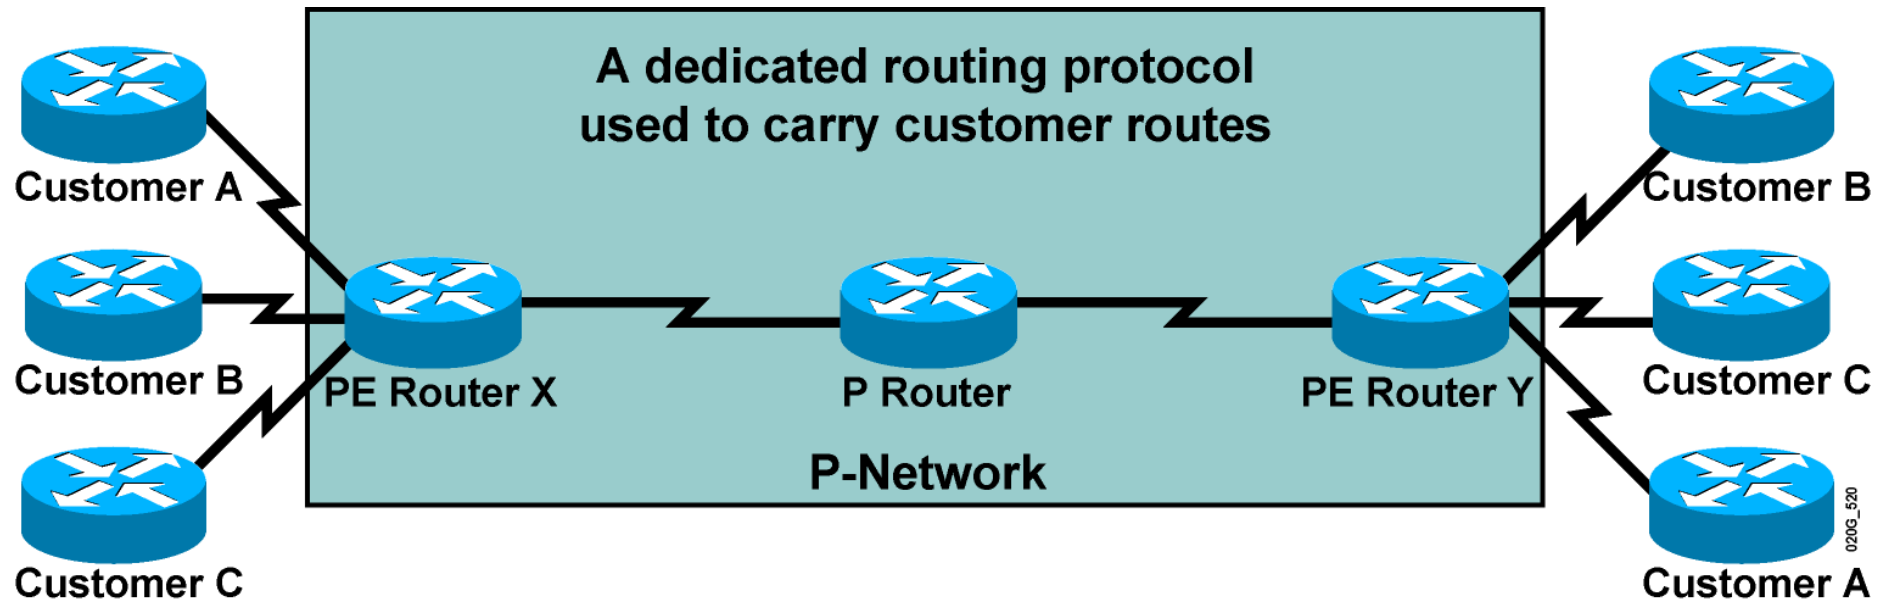 A dedicated routing protocol
used to carry customer routes
Customer A
Customer B
Customer B
Customer C
PE Router X
P Router
PE Router Y
P-Network
Customer C
Customer A
020G_520